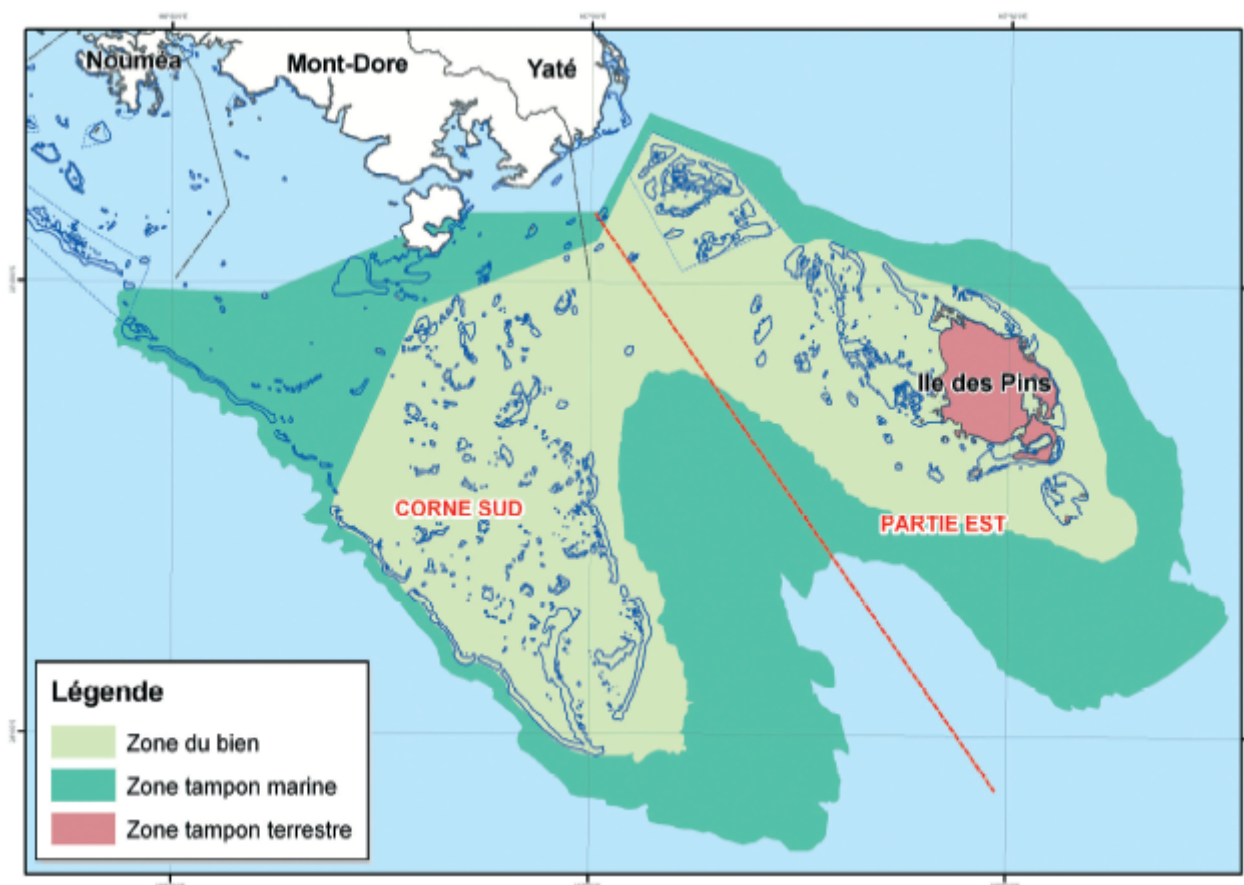 Nouméa
Mont-Dore
Yaté
Ile des Pins
CORNE SUD
PARTIE EST
Légende
Zone du bien
Zone tampon marine
Zone tampon terrestre